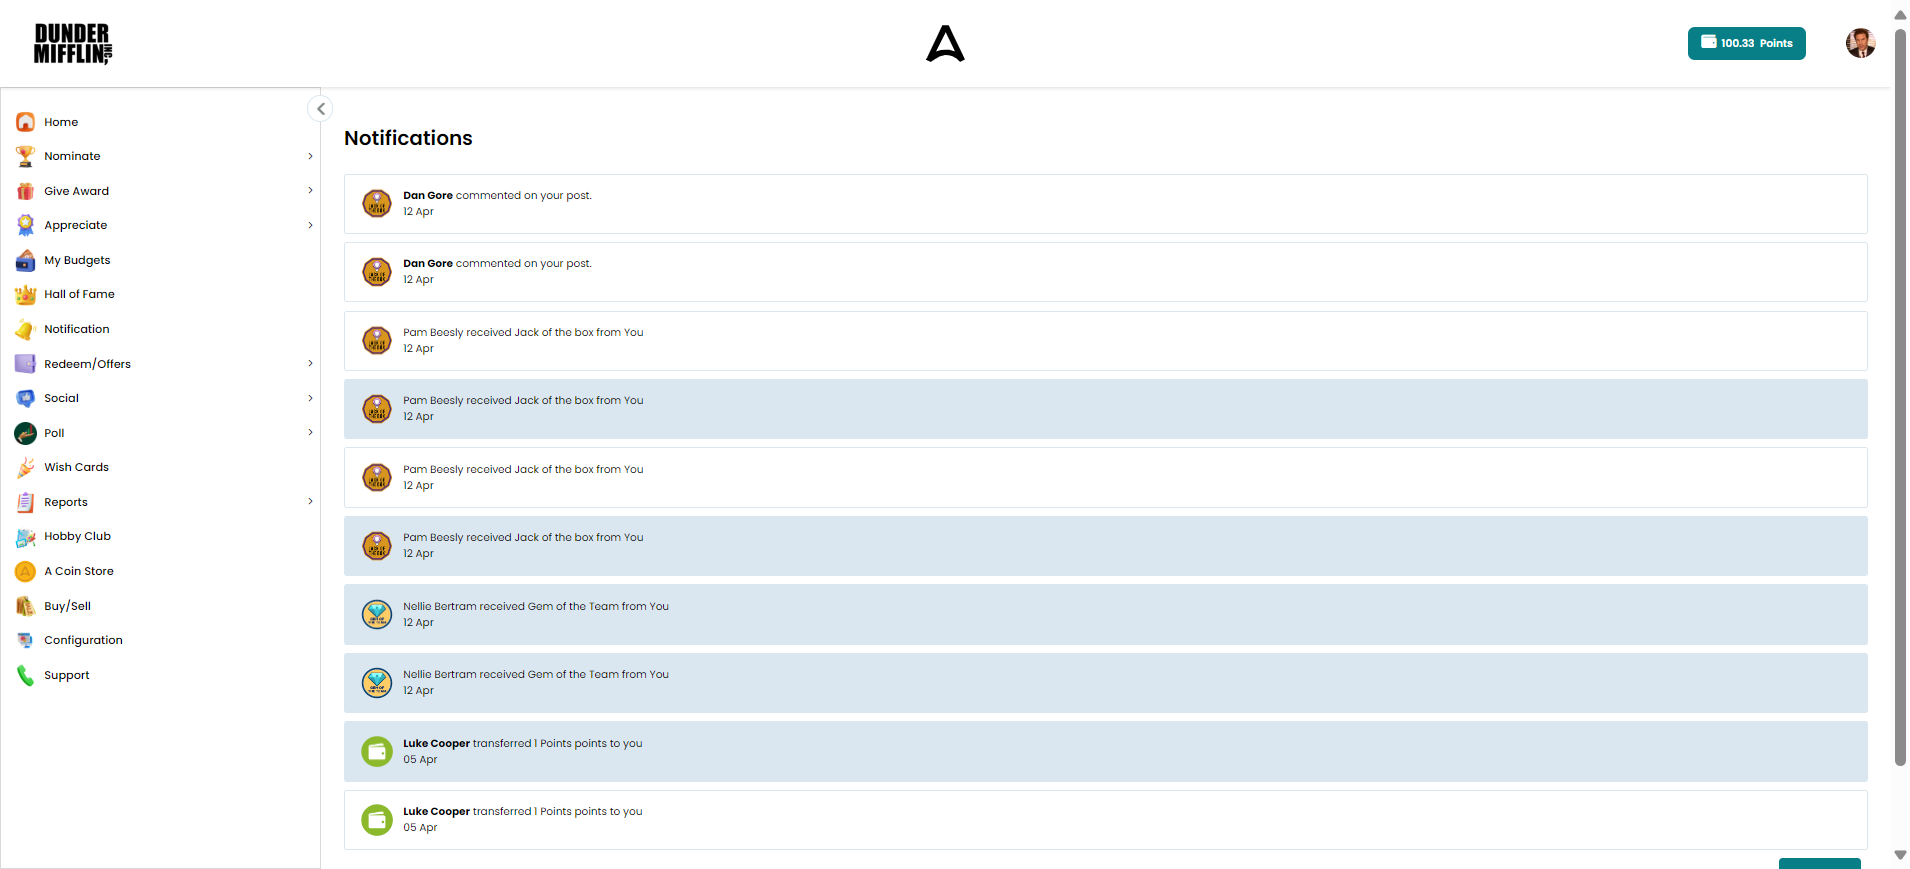 DUNDER
MIFFLIN, INC
100.33 Points
Home
Nominate
Give Award
Appreciate
My Budgets
Hall of Fame
Notification
Redeem/Offers
Social
Poll
Wish Cards
Reports
Hobby Club
A Coin Store
Buy/Sell
Configuration
Support
Notifications
Dan Gore commented on your post.
12 Apr
Dan Gore commented on your post.
12 Apr
Pam Beesly received Jack of the box from You
12 Apr
Pam Beesly received Jack of the box from You
12 Apr
Pam Beesly received Jack of the box from You
12 Apr
Pam Beesly received Jack of the box from You
12 Apr
Nellie Bertram received Gem of the Team from You
12 Apr
Nellie Bertram received Gem of the Team from You
12 Apr
Luke Cooper transferred 1 Points points to you
05 Apr
Luke Cooper transferred 1 Points points to you
05 Apr